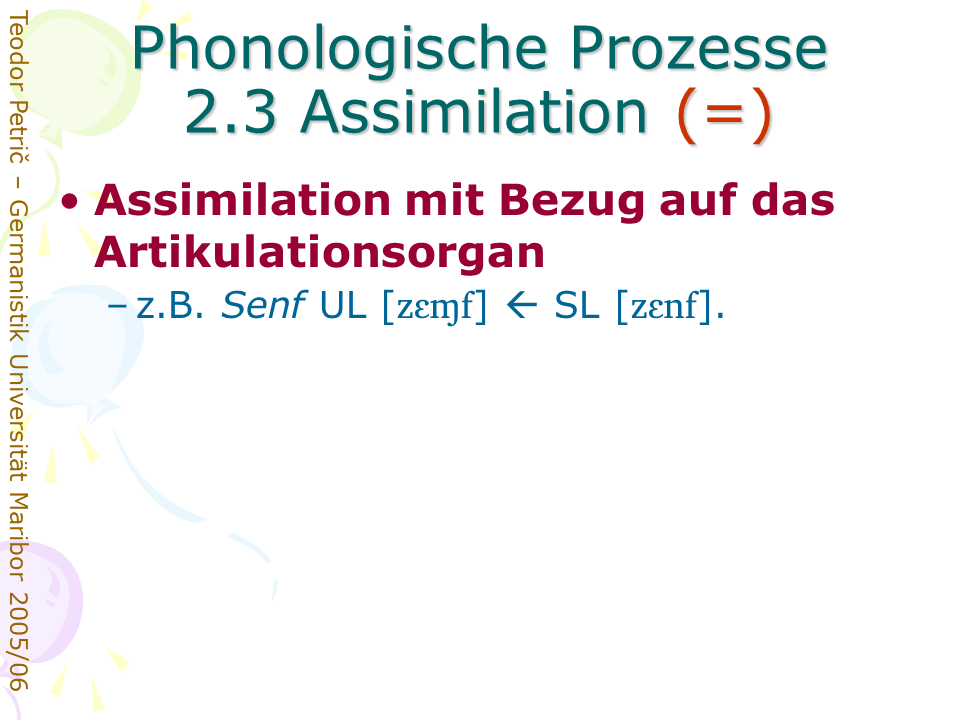 Phonologische Prozesse
2.3 Assimilation (=)
• Assimilation mit Bezug auf das
Artikulationsorgan
– z.B. Senf UL [zɛɱf] ← SL [zɛnf].
Teodor Petrič – Germanistik Universität Maribor 2005/06